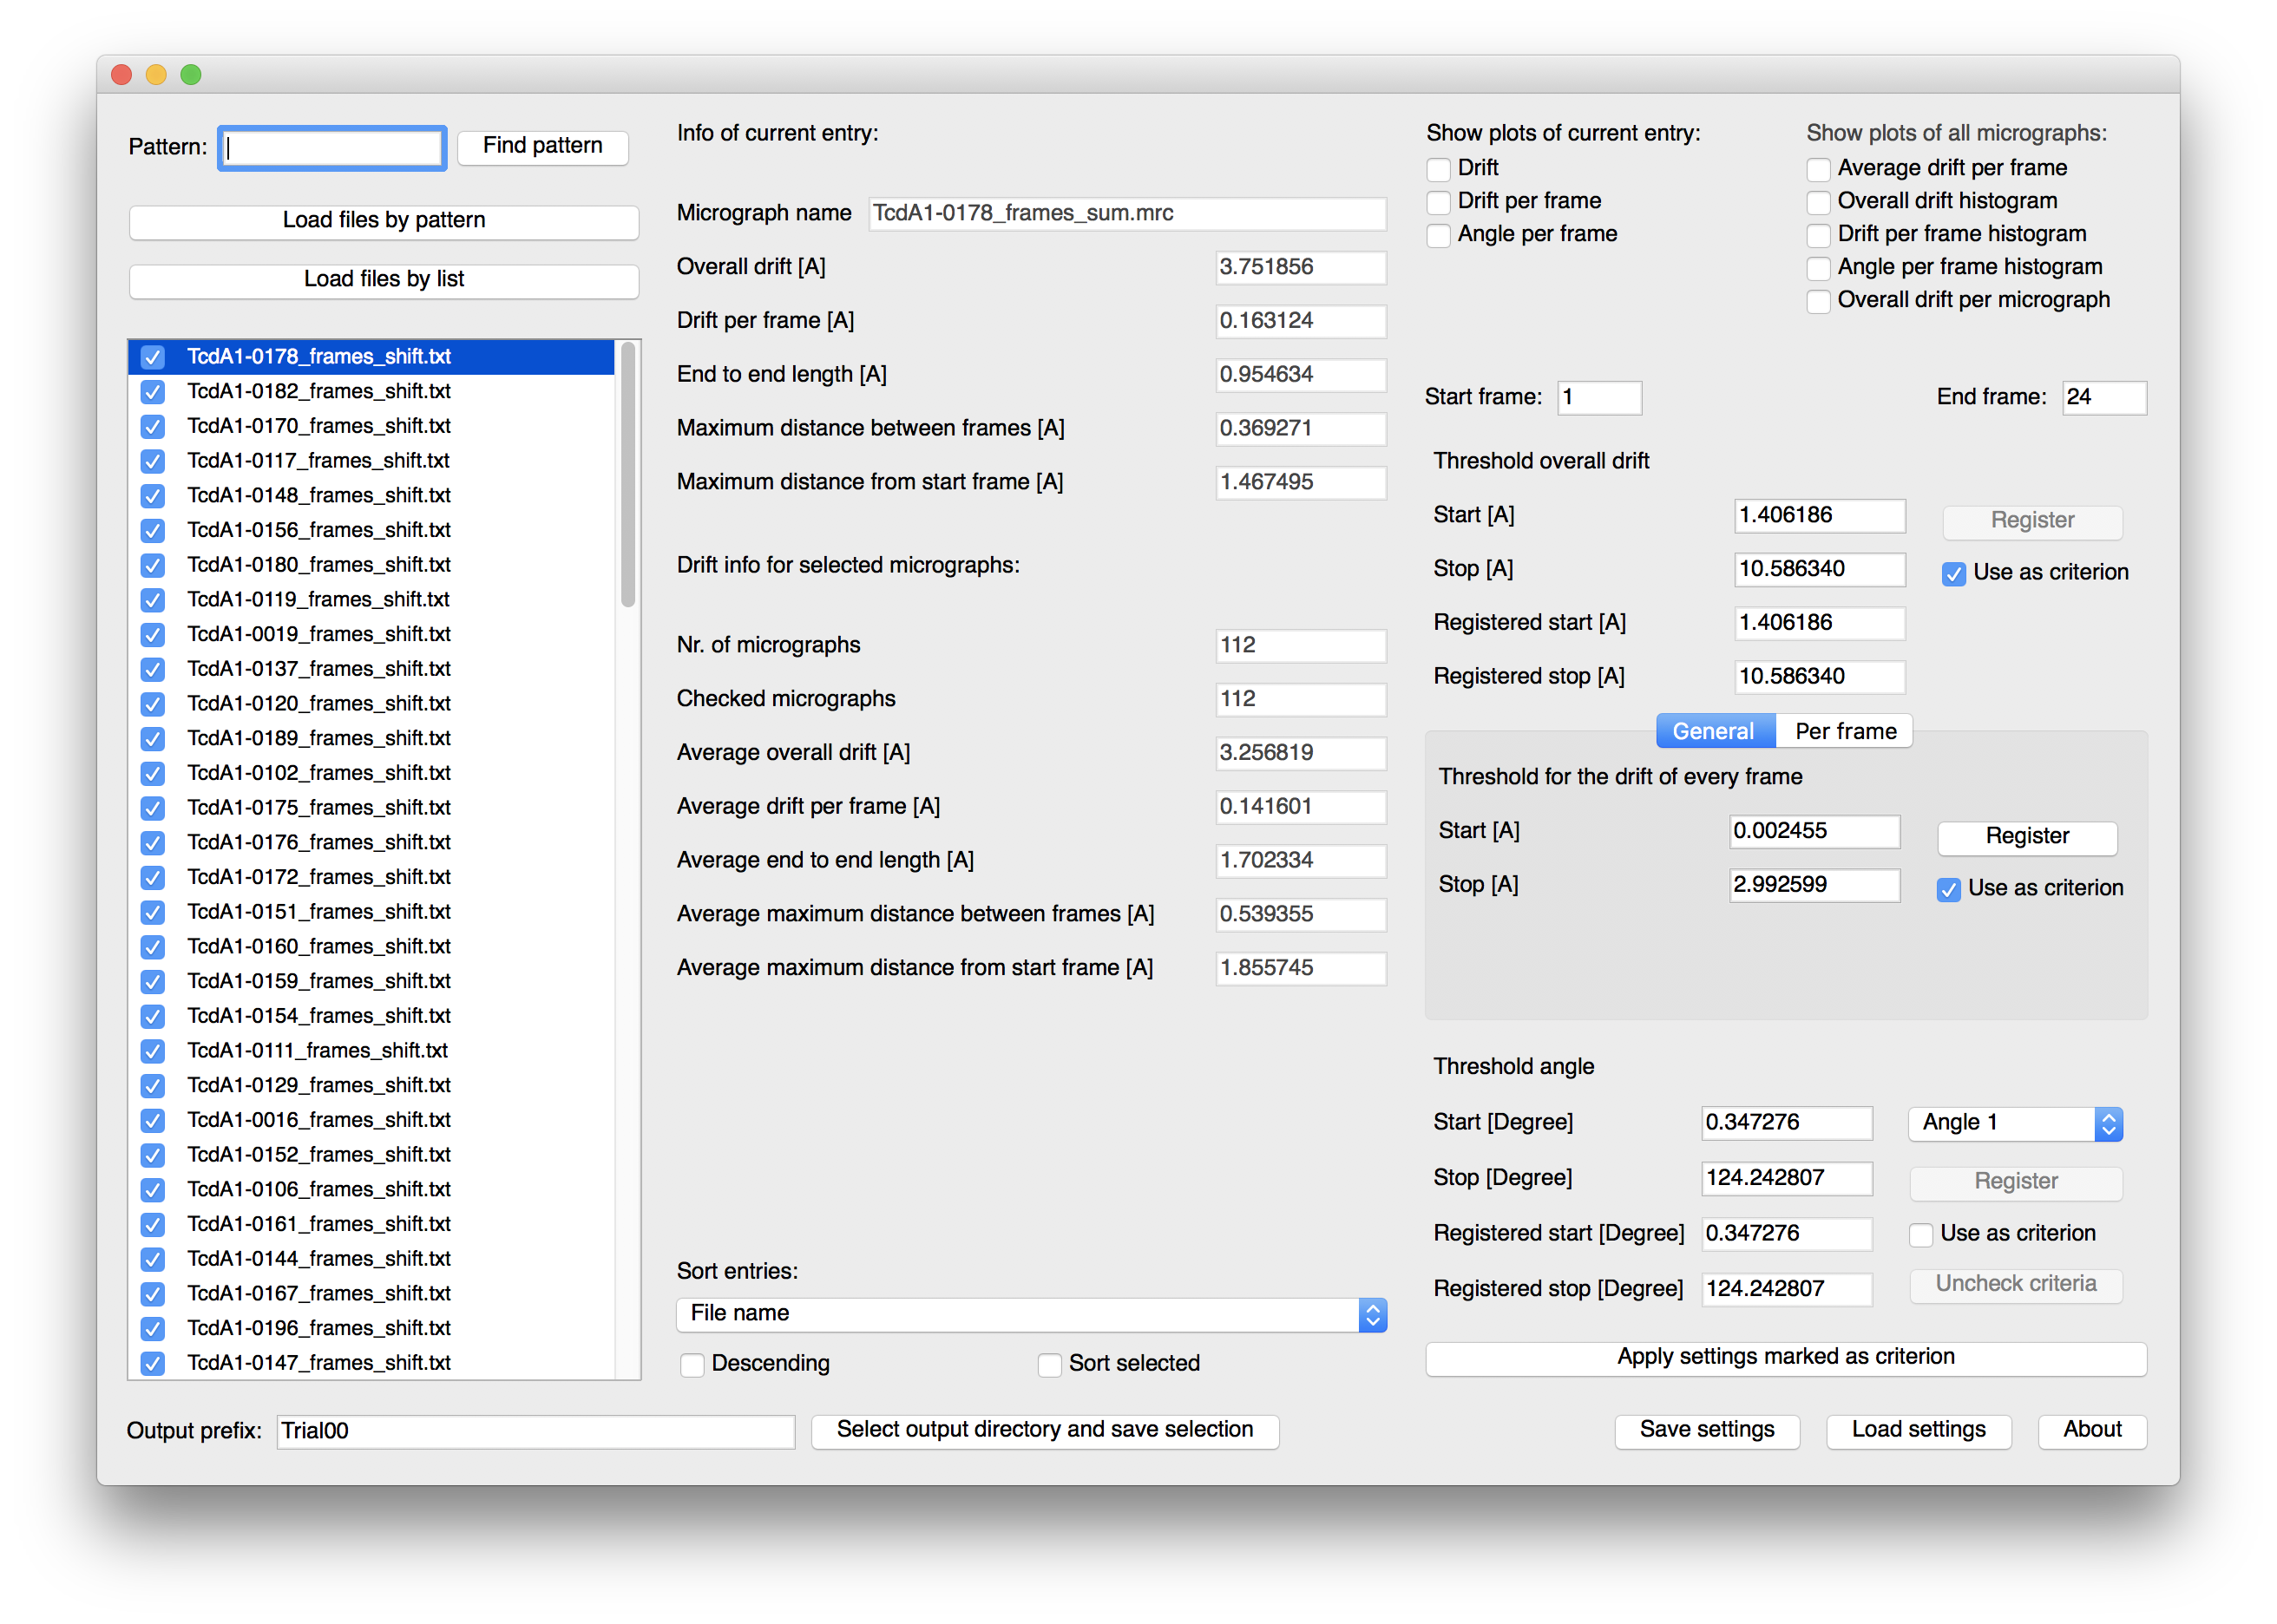 Pattern: Find pattern
Load files by pattern
Load files by list
TcdA1-0178_frames_shift.txt
TcdA1-0182_frames_shift.txt
TcdA1-0170_frames_shift.txt
TcdA1-0117_frames_shift.txt
TcdA1-0148_frames_shift.txt
TcdA1-0156_frames_shift.txt
TcdA1-0180_frames_shift.txt
TcdA1-0119_frames_shift.txt
TcdA1-0019_frames_shift.txt
TcdA1-0137_frames_shift.txt
TcdA1-0120_frames_shift.txt
TcdA1-0189_frames_shift.txt
TcdA1-0102_frames_shift.txt
TcdA1-0175_frames_shift.txt
TcdA1-0176_frames_shift.txt
TcdA1-0172_frames_shift.txt
TcdA1-0151_frames_shift.txt
TcdA1-0160_frames_shift.txt
TcdA1-0159_frames_shift.txt
TcdA1-0154_frames_shift.txt
TcdA1-0111_frames_shift.txt
TcdA1-0129_frames_shift.txt
TcdA1-0016_frames_shift.txt
TcdA1-0152_frames_shift.txt
TcdA1-0106_frames_shift.txt
TcdA1-0161_frames_shift.txt
TcdA1-0144_frames_shift.txt
TcdA1-0167_frames_shift.txt
TcdA1-0196_frames_shift.txt
TcdA1-0147_frames_shift.txt
Info of current entry:
Micrograph name TcdA1-0178_frames_sum.mrc
Overall drift [A] 3.751856
Drift per frame [A] 0.163124
End to end length [A] 0.954634
Maximum distance between frames [A] 0.369271
Maximum distance from start frame [A] 1.467495
Drift info for selected micrographs:
Nr. of micrographs 112
Checked micrographs 112
Average overall drift [A] 3.256819
Average drift per frame [A] 0.141601
Average end to end length [A] 1.702334
Average maximum distance between frames [A] 0.539355
Average maximum distance from start frame [A] 1.855745
Sort entries:
File name
Descending Sort selected
Show plots of current entry:
Drift
Drift per frame
Angle per frame
Show plots of all micrographs:
Average drift per frame
Overall drift histogram
Drift per frame histogram
Angle per frame histogram
Overall drift per micrograph
Start frame: 1 End frame: 24
Threshold overall drift
Start [A] 1.406186 Register
Stop [A] 10.586340 Use as criterion
Registered start [A] 1.406186
Registered stop [A] 10.586340
General Per frame
Threshold for the drift of every frame
Start [A] 0.002455 Register
Stop [A] 2.992599 Use as criterion
Threshold angle
Start [Degree] 0.347276 Angle 1
Stop [Degree] 124.242807 Register
Registered start [Degree] 0.347276 Use as criterion
Registered stop [Degree] 124.242807 Uncheck criteria
Apply settings marked as criterion
Output prefix: Trial00 Select output directory and save selection Save settings Load settings About